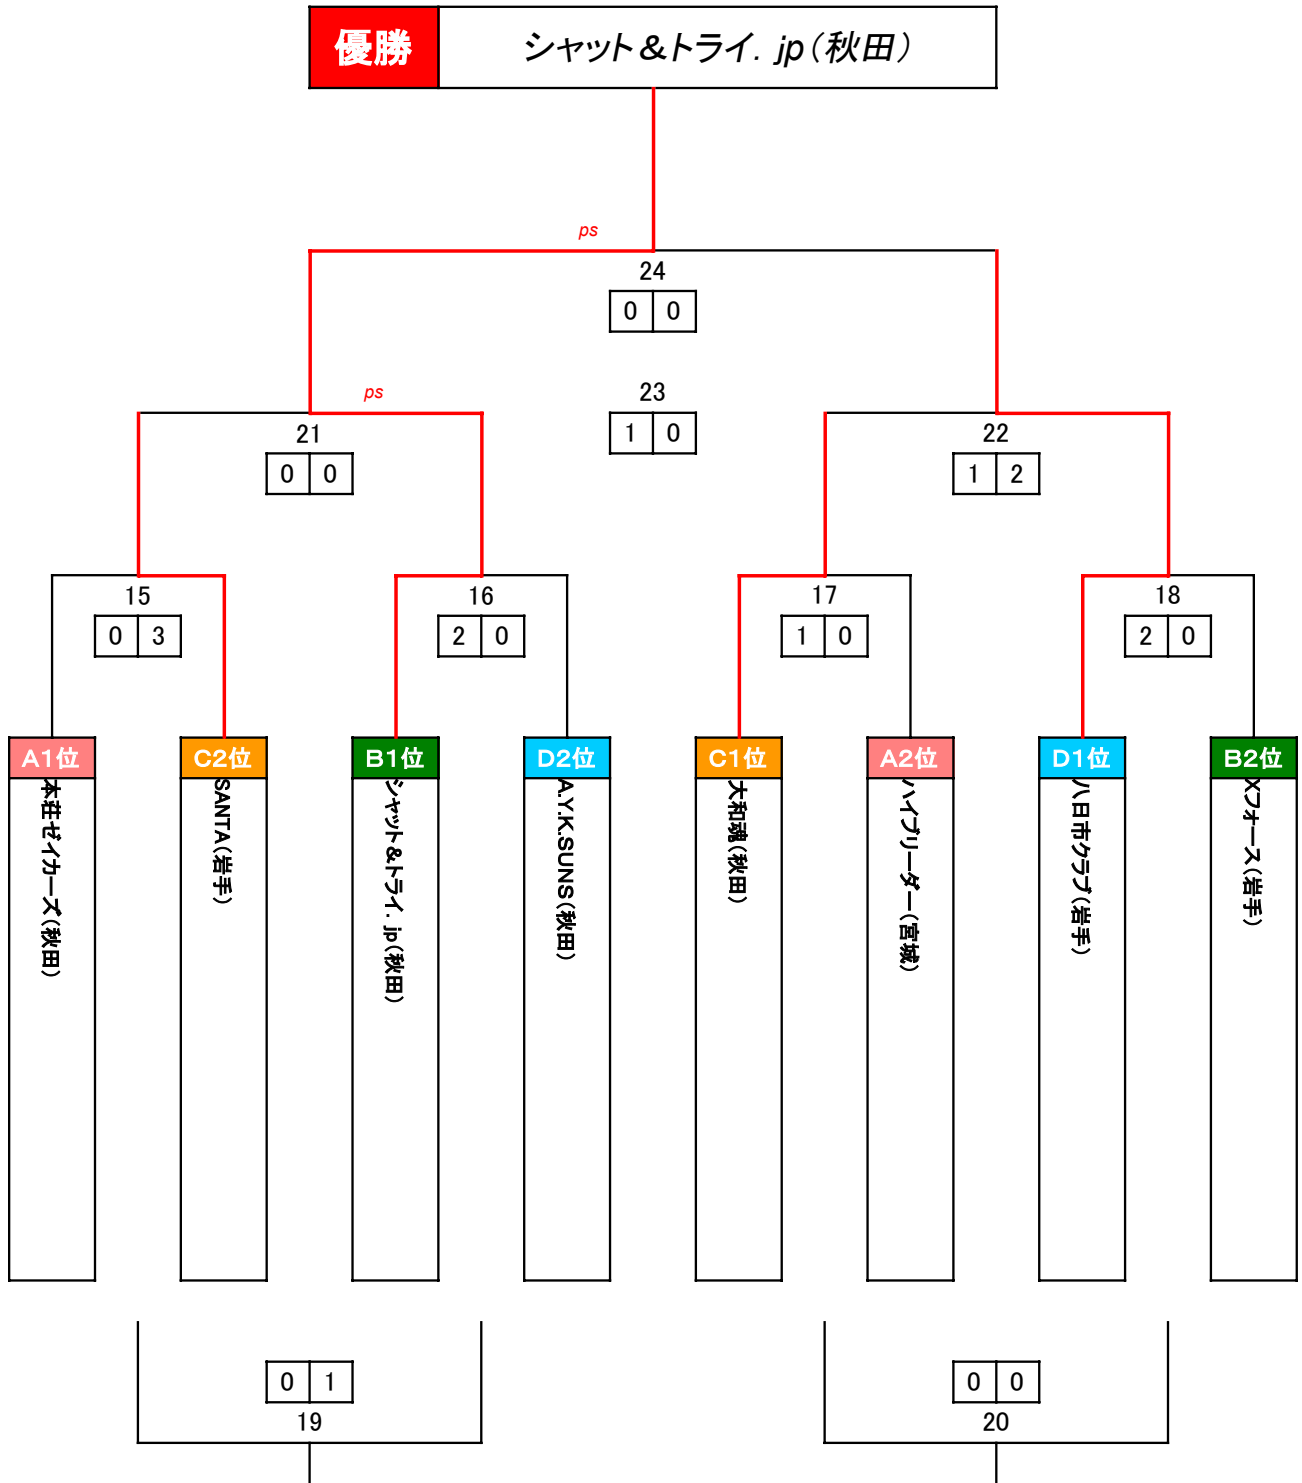 優勝 シャット&トライ．jp(秋田)
ps
24
0 0
ps
23
1 0
21
0 0
22
1 2
15
0 3
16
2 0
17
1 0
18
2 0
A1位
C2位
B1位
D2位
C1位
A2位
D1位
B2位
本荘ゼイカーズ(秋田)
SANTA(岩手)
シャット&トライ．jp(秋田)
A.Y.K.SUNS(秋田)
大和魂(秋田)
ハイブリーダー(宮城)
八日市クラブ(岩手)
Xフォース(岩手)
0 1
19
0 0
20